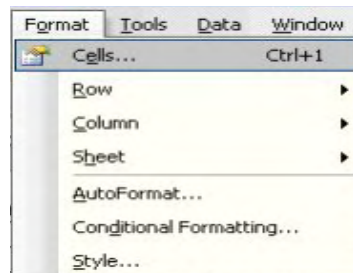 Format Tools Data Window
Cells... Ctrl+1
Row
Column
Sheet
AutoFormat...
Conditional Formatting...
Style...